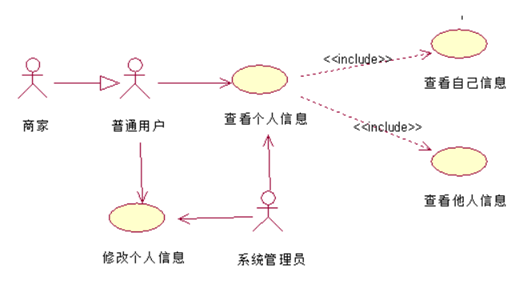 <<include>>
查看自己信息
商家
普通用户
查看个人信息
<<include>>
查看他人信息
修改个人信息
系统管理员